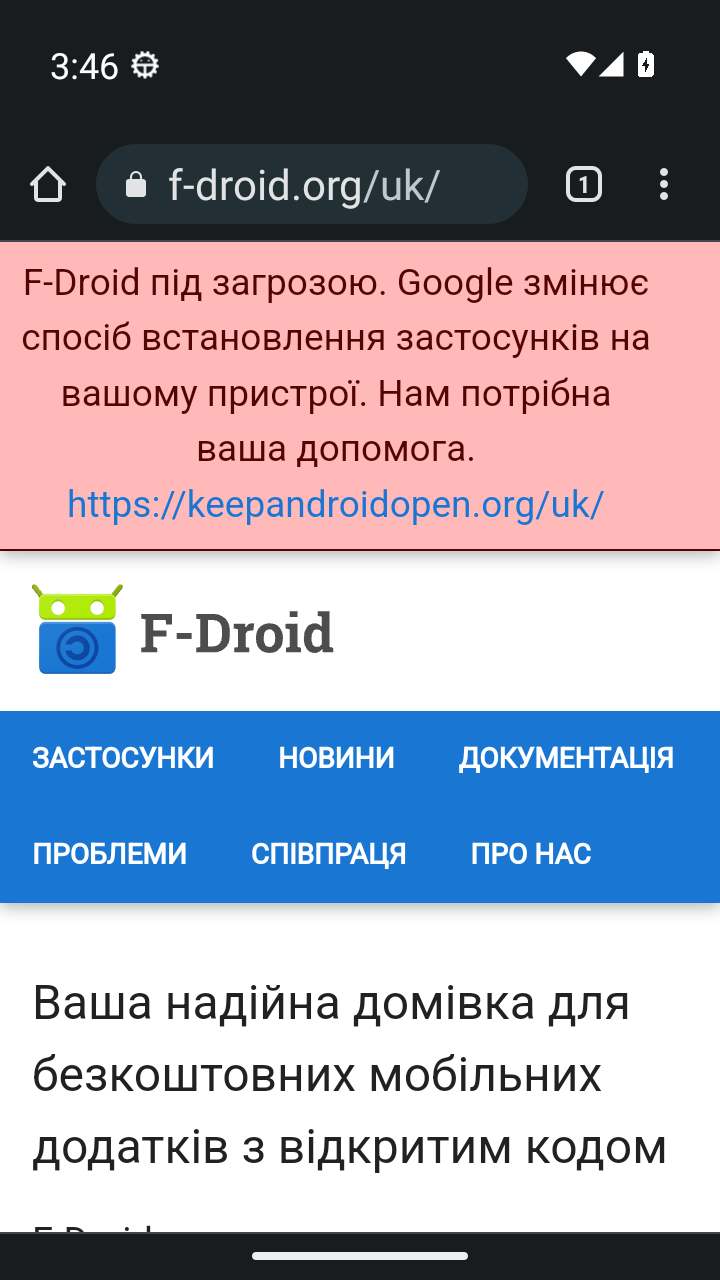 3:46
f-droid.org/uk/
1
F-Droid під загрозою. Google змінює
спосіб встановлення застосунків на
вашому пристрої. Нам потрібна
ваша допомога.
https://keepandroidopen.org/uk/
F-Droid
ЗАСТОСУНКИ НОВИНИ ДОКУМЕНТАЦІЯ
ПРОБЛЕМИ СПІВПРАЦЯ ПРО НАС
Ваша надійна домівка для
безкоштовних мобільних
додатків з відкритим кодом